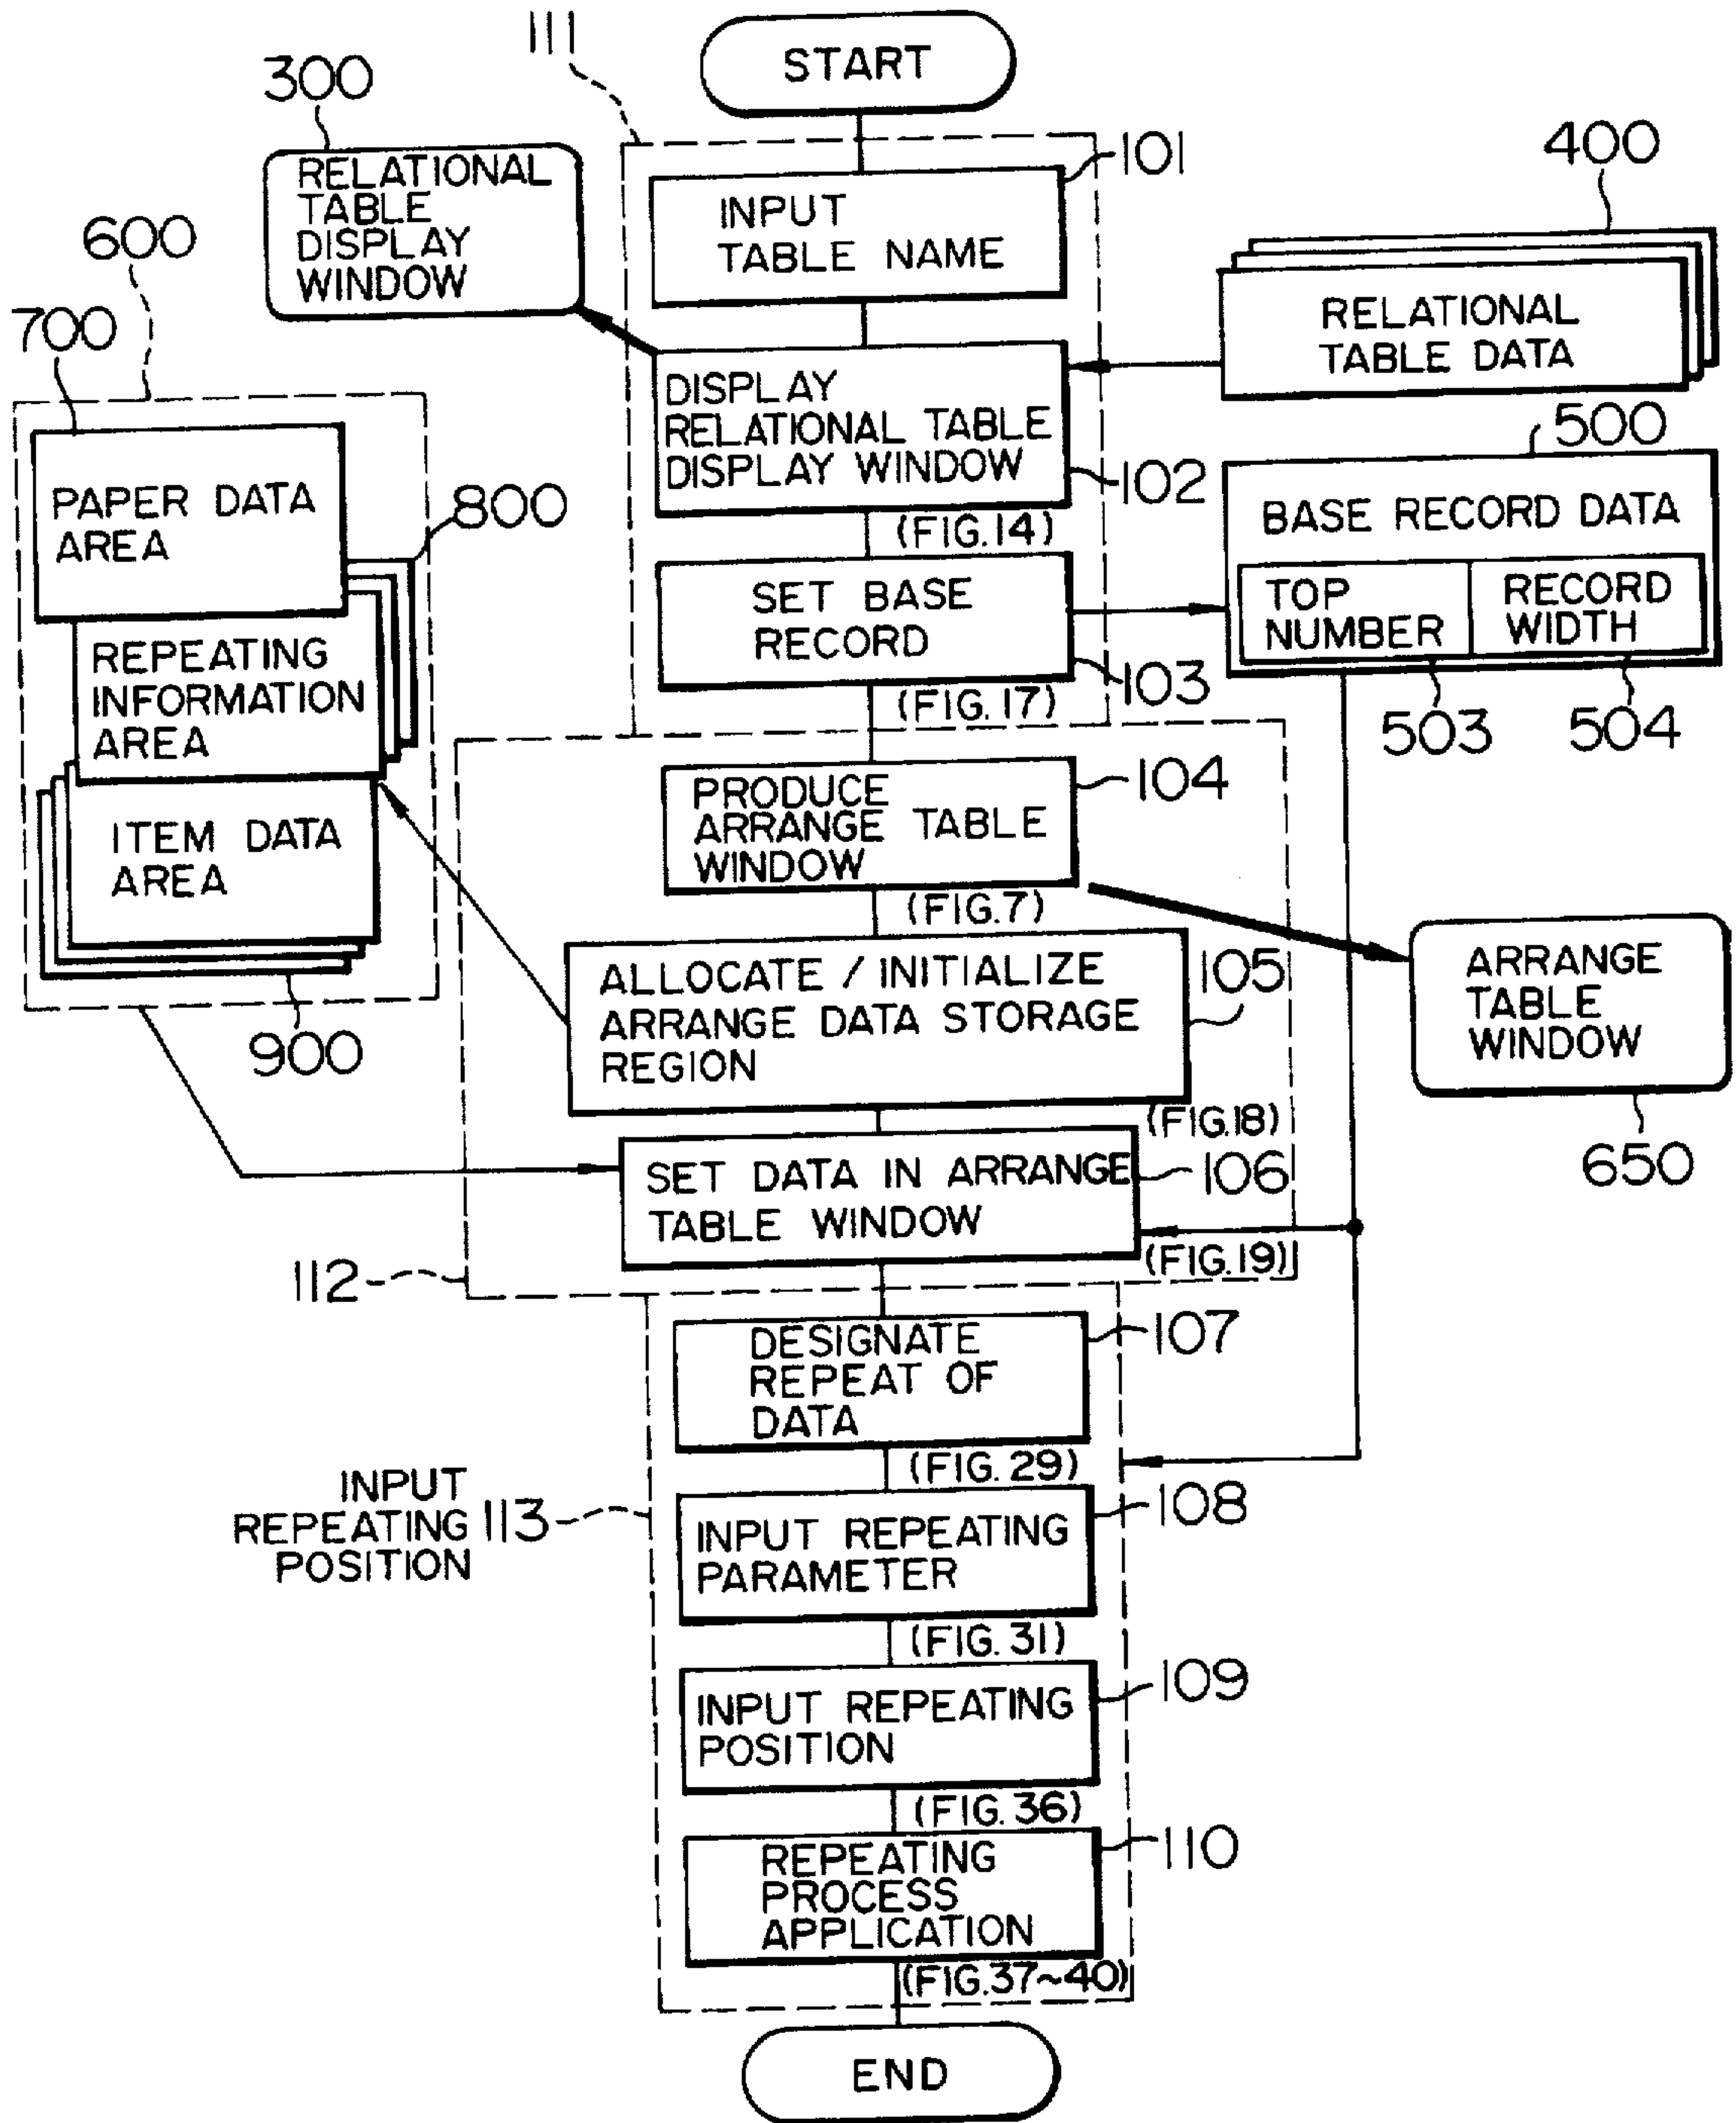 START
111
300
RELATIONAL
TABLE
DISPLAY
WINDOW
101
INPUT
TABLE NAME
400
RELATIONAL
TABLE DATA
600
700
DISPLAY
RELATIONAL TABLE
DISPLAY WINDOW
102
(FIG.14)
500
BASE RECORD DATA
TOP
NUMBER
RECORD
WIDTH
503
504
PAPER DATA
AREA
800
REPEATING
INFORMATION
AREA
ITEM DATA
AREA
900
SET BASE
RECORD
103
(FIG.17)
PRODUCE
ARRANGE TABLE
WINDOW
104
(FIG.7)
ARRANGE
TABLE
WINDOW
650
ALLOCATE / INITIALIZE
ARRANGE DATA STORAGE
REGION
105
(FIG.18)
SET DATA IN ARRANGE
TABLE WINDOW
106
(FIG.19)
112
DESIGNATE
REPEAT OF
DATA
107
(FIG. 29)
INPUT
REPEATING
POSITION
113
INPUT REPEATING
PARAMETER
108
(FIG. 31)
INPUT REPEATING
POSITION
109
(FIG. 36)
REPEATING
PROCESS
APPLICATION
110
(FIG.37~40)
END